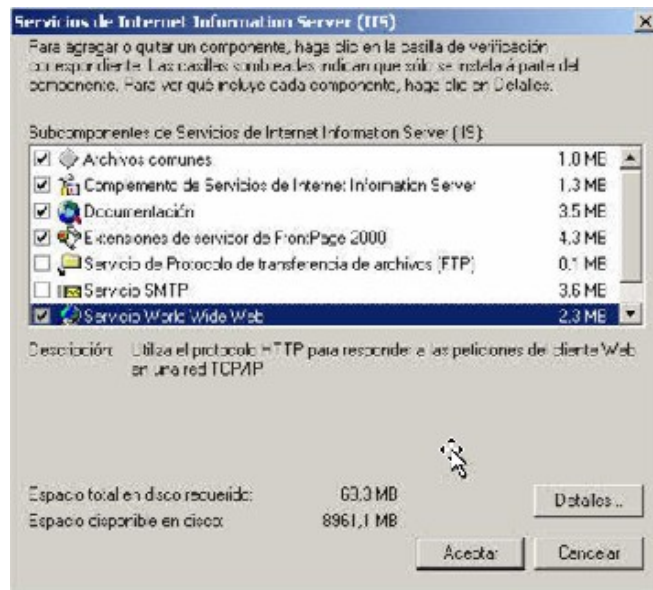 Servicios de Internet Information Server (IIS)
Para agregar o quitar un componente, haga clic en la casilla de verificación
correspondiente. Las casillas sombreadas indican que sólo se instalará parte del
componente. Para ver qué incluye cada componente, haga clic en Detalles.
Subcomponentes de Servicios de Internet Information Server (IIS):
Archivos comunes 1,0 MB
Complemento de Servicios de Internet Information Server 1,3 MB
Documentación 3,5 MB
Extensiones de servidor de FrontPage 2000 4,3 MB
Servicio de Protocolo de transferencia de archivos (FTP) 0,1 MB
Servicio SMTP 3,6 MB
Servicio World Wide Web 2,3 MB
Descripción: Utiliza el protocolo HTTP para responder a las peticiones del cliente Web
en una red TCP/IP
Espacio total en disco requerido: MB
Espacio disponible en disco: 8961,1 MB
Detalles...
Aceptar Cancelar